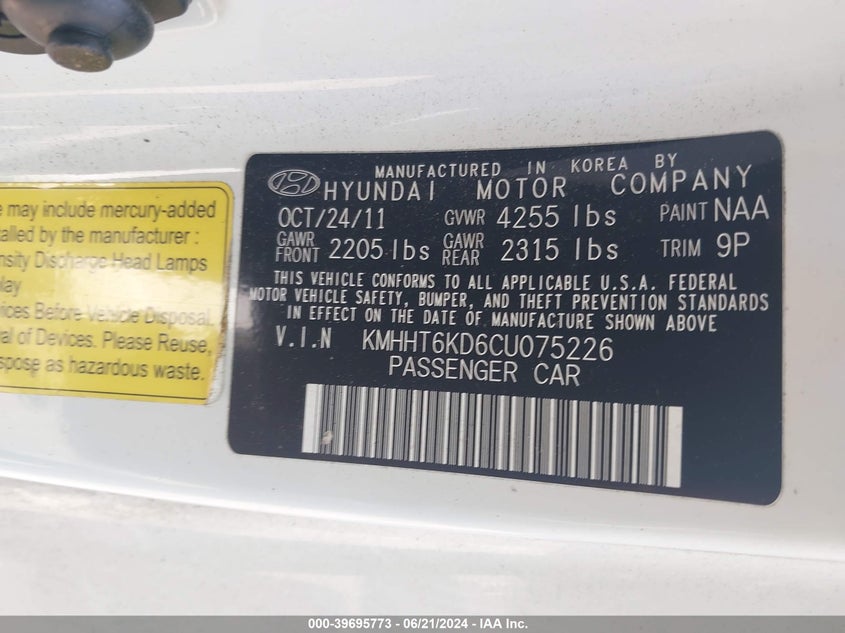 e may include mercury-added
talled by the manufacturer :
nsity Discharge Head Lamps
play
vices Before Vehicle Disposal.
val of Devices. Please Reuse,
spose as hazardous waste.
MANUFACTURED IN KOREA BY
HYUNDAI MOTOR COMPANY
OCT/24/11 GVWR 4255 lbs PAINT NAA
GAWR FRONT 2205 lbs GAWR REAR 2315 lbs TRIM 9P
THIS VEHICLE CONFORMS TO ALL APPLICABLE U.S.A. FEDERAL
MOTOR VEHICLE SAFETY, BUMPER, AND THEFT PREVENTION STANDARDS
IN EFFECT ON THE DATE OF MANUFACTURE SHOWN ABOVE
V.I.N KMHHT6KD6CU075226
PASSENGER CAR
000-39695773 - 06/21/2024 - IAA Inc.